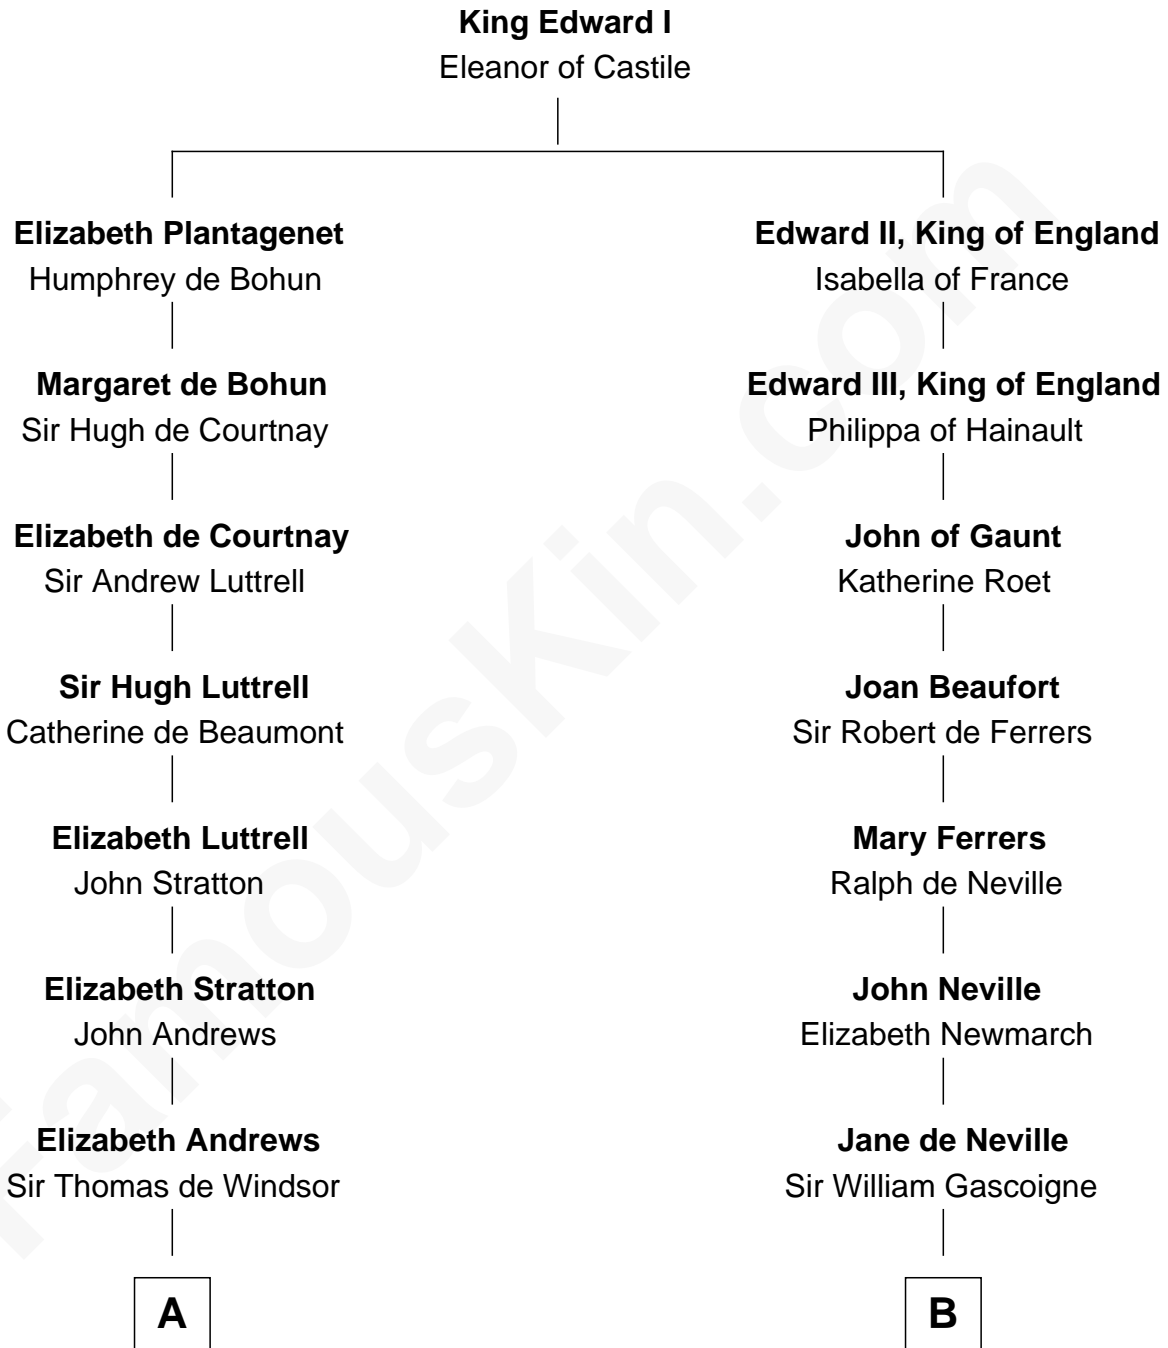 King Edward I
Eleanor of Castile
Elizabeth Plantagenet
Humphrey de Bohun
Margaret de Bohun
Sir Hugh de Courtnay
Elizabeth de Courtnay
Sir Andrew Luttrell
Sir Hugh Luttrell
Catherine de Beaumont
Elizabeth Luttrell
John Stratton
Elizabeth Stratton
John Andrews
Elizabeth Andrews
Sir Thomas de Windsor
A
Edward II, King of England
Isabella of France
Edward III, King of England
Philippa of Hainault
John of Gaunt
Katherine Roet
Joan Beaufort
Sir Robert de Ferrers
Mary Ferrers
Ralph de Neville
John Neville
Elizabeth Newmarch
Jane de Neville
Sir William Gascoigne
B
FamousKin.com